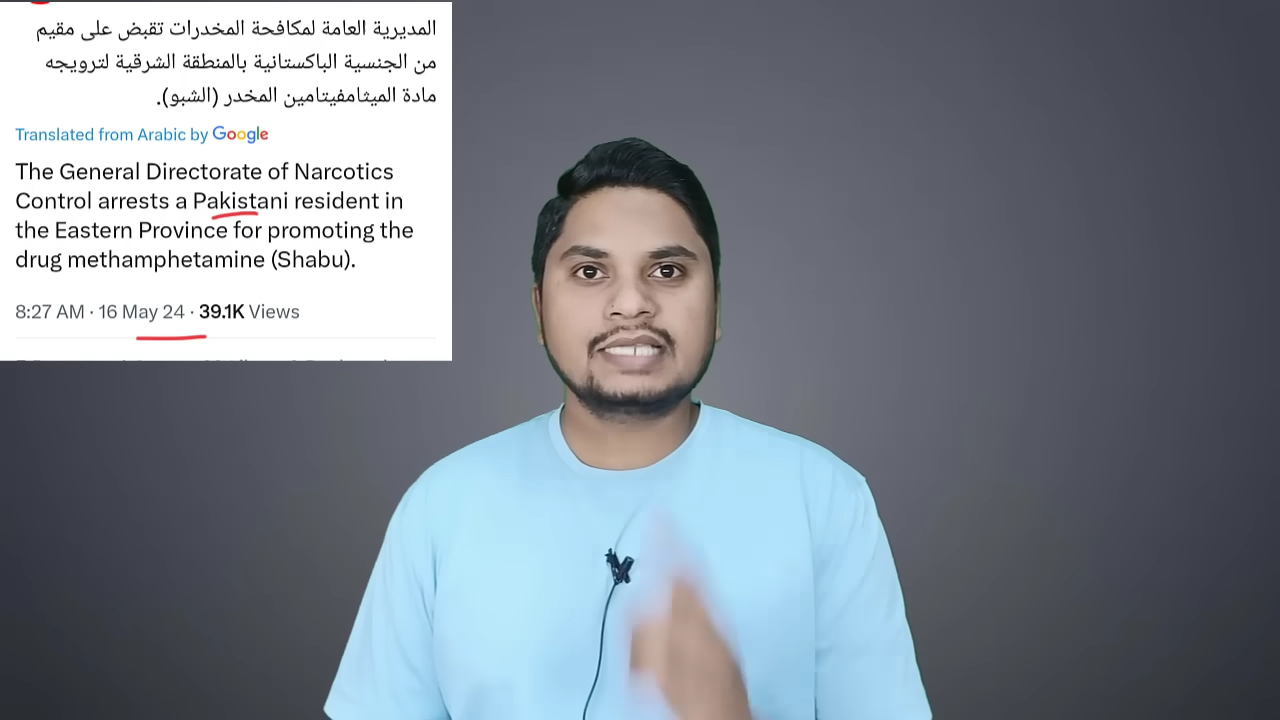 المديرية العامة لمكافحة المخدرات تقبض على مقيم
من الجنسية الباكستانية بالمنطقة الشرقية لترويجه
مادة الميثامفيتامين المخدر (الشبو).
Translated from Arabic by Google
The General Directorate of Narcotics
Control arrests a Pakistani resident in
the Eastern Province for promoting the
drug methamphetamine (Shabu).
8:27 AM · 16 May 24 · 39.1K Views